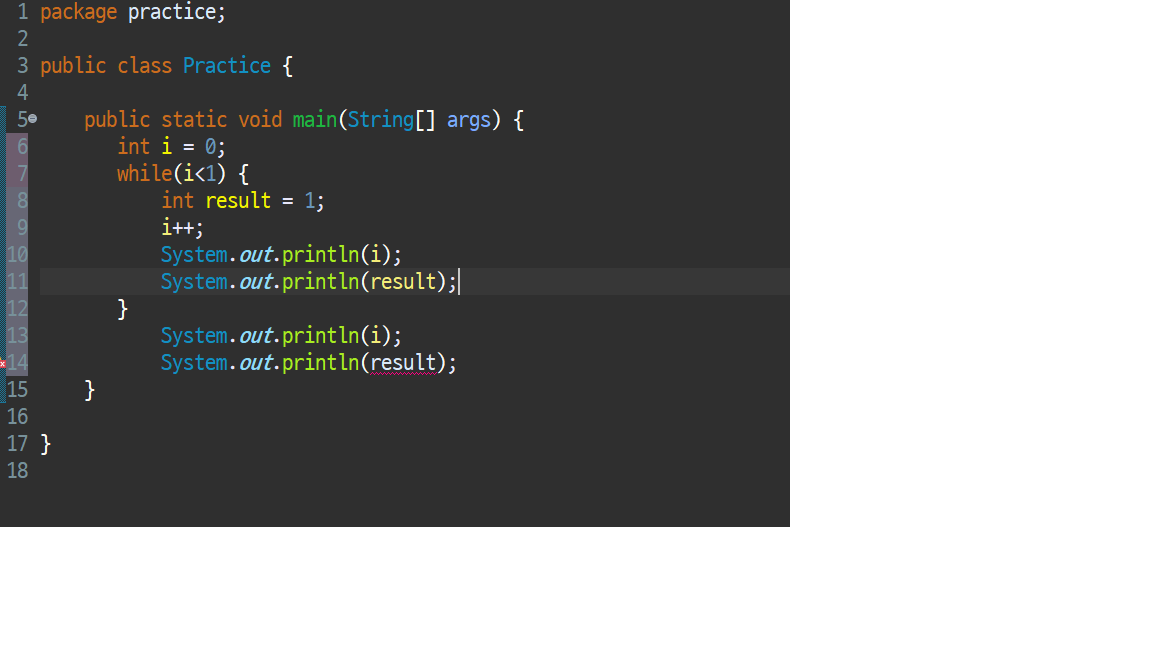 1 package practice;
2
3 public class Practice {
4
5 public static void main(String[] args) {
6 int i = 0;
7 while(i<1) {
8 int result = 1;
9 i++;
10 System.out.println(i);
11 System.out.println(result);
12 }
13 System.out.println(i);
14 System.out.println(result);
15 }
16
17 }
18